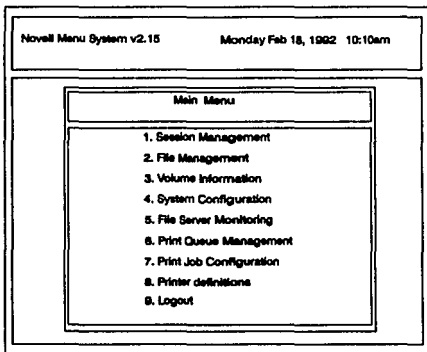 Novell Menu System v2.15 Monday Feb 18, 1992 10:10am
Main Menu
1. Session Management
2. File Management
3. Volume Information
4. System Configuration
5. File Server Monitoring
6. Print Queue Management
7. Print Job Configuration
8. Printer definitions
9. Logout